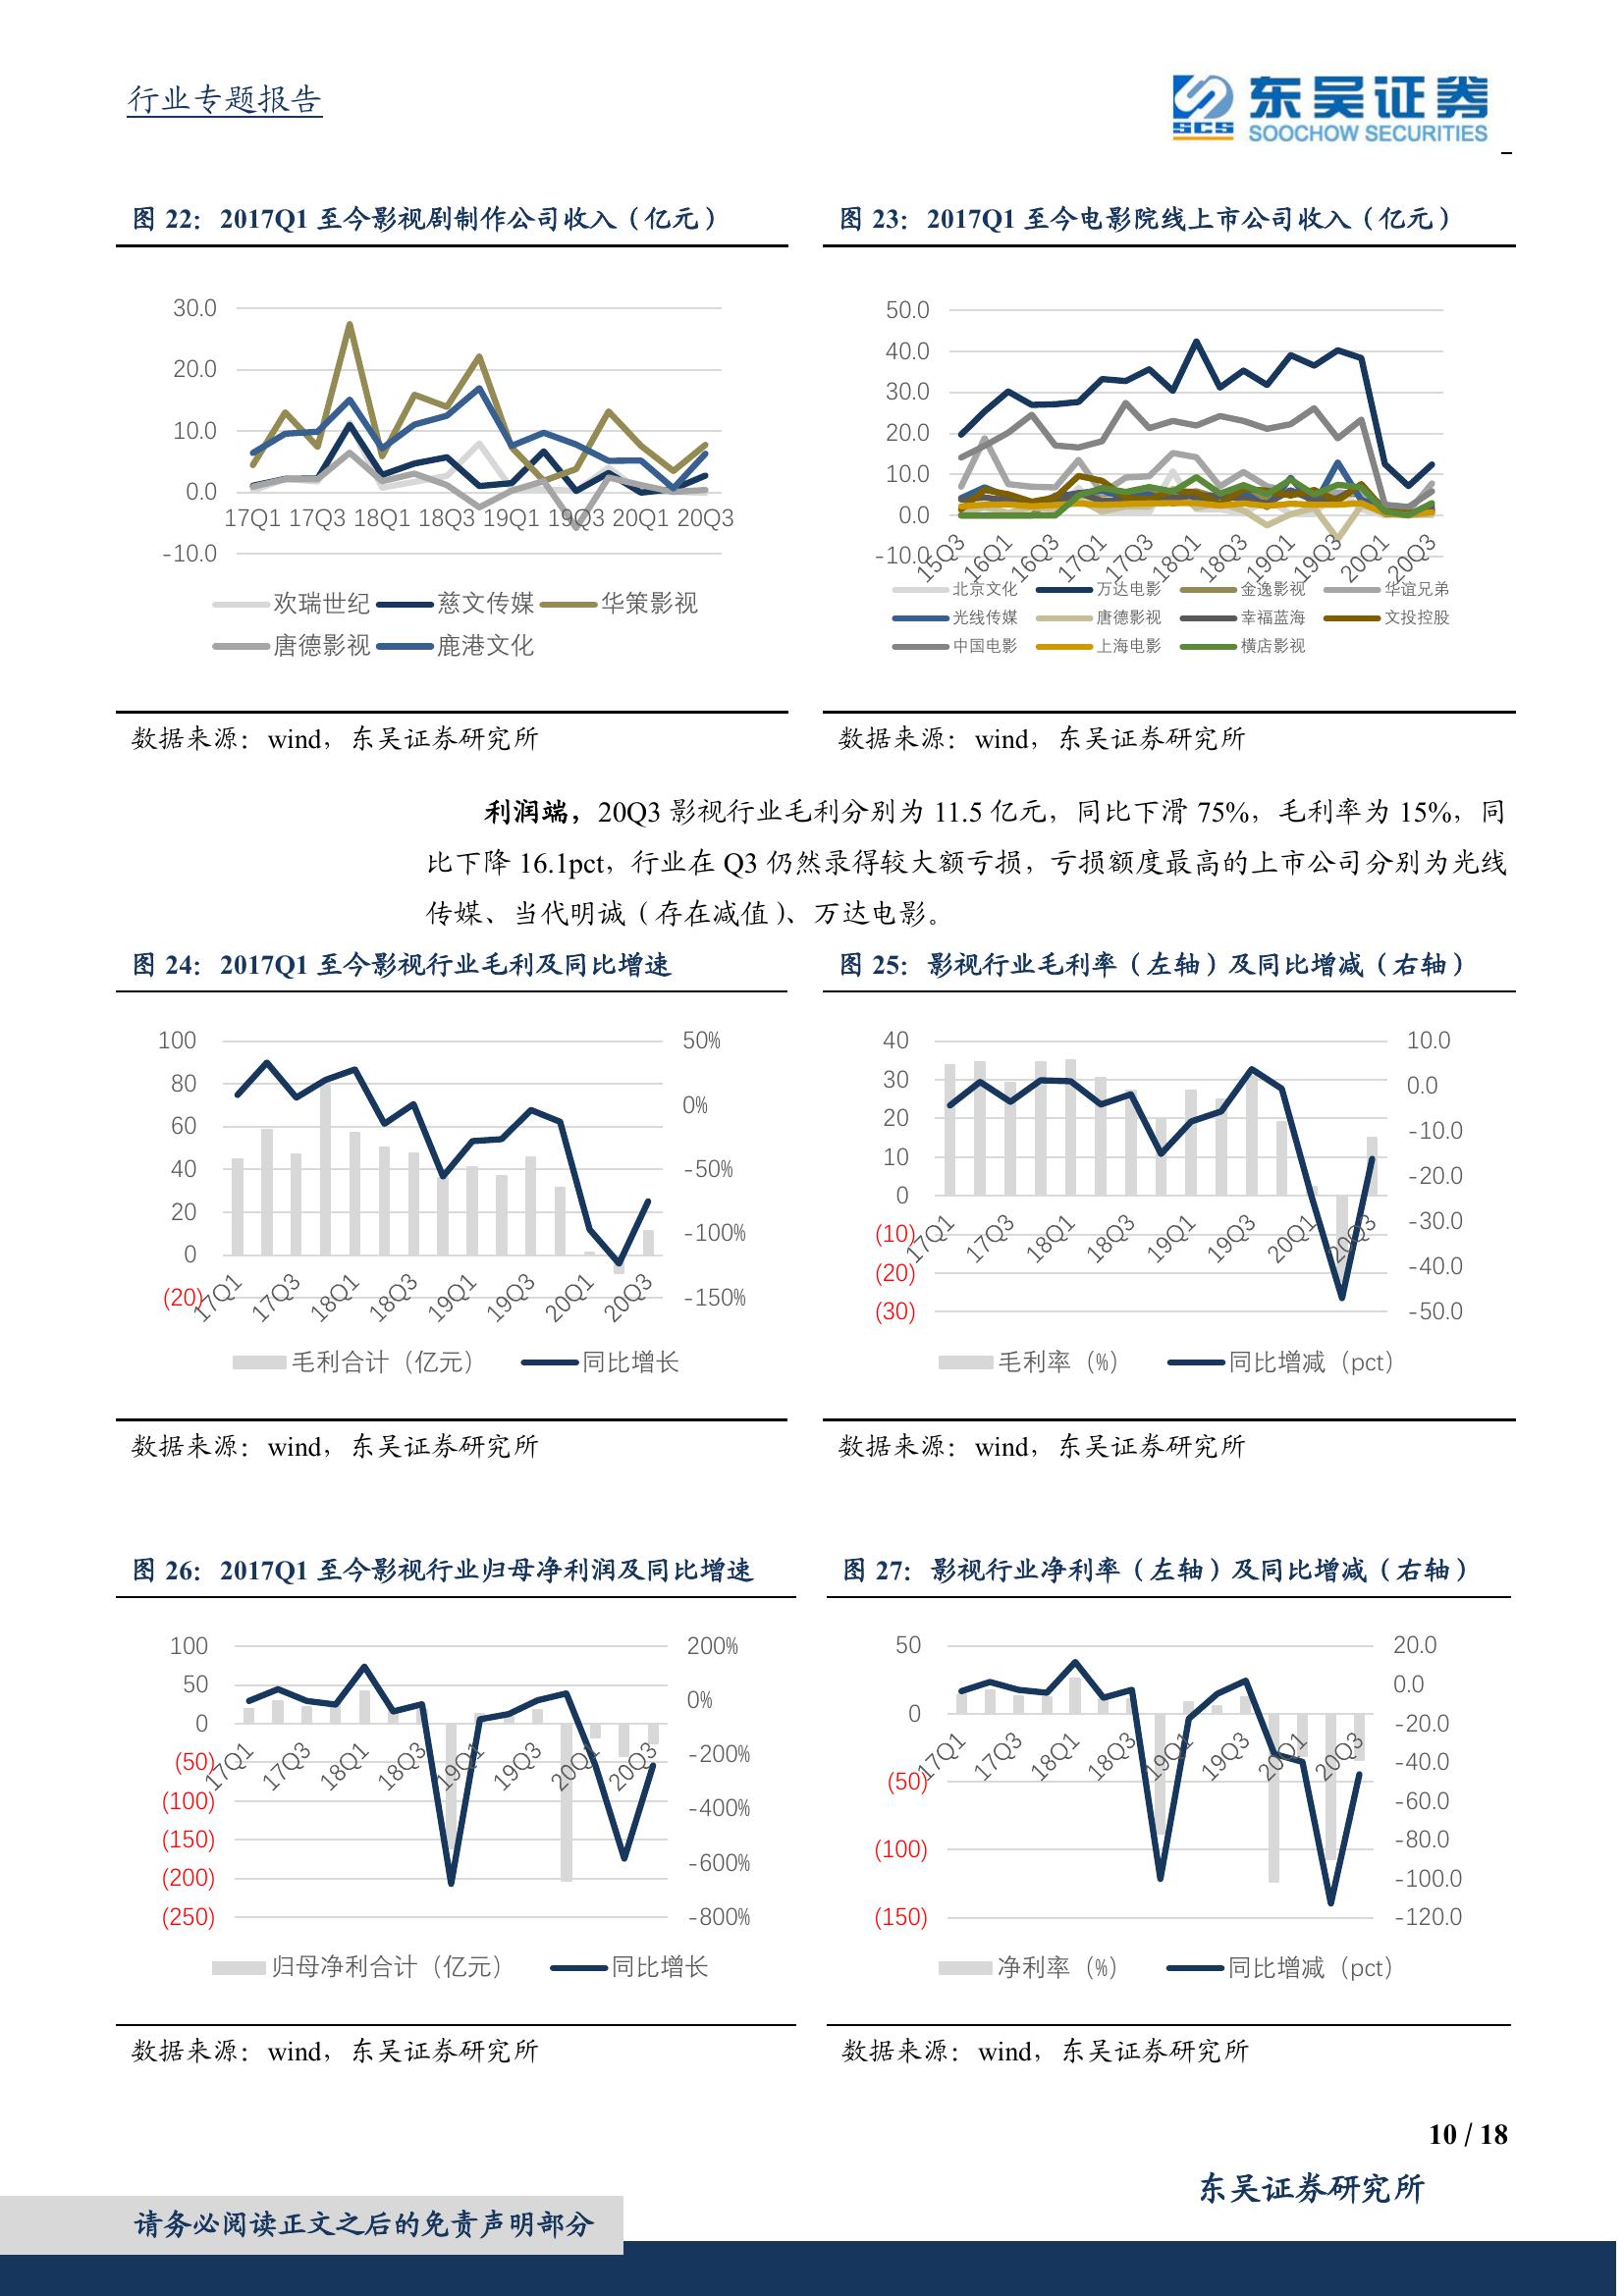 行业专题报告
东吴证券
SCS
SOOCHOW SECURITIES
图 22：2017Q1 至今影视剧制作公司收入（亿元）
30.0
20.0
10.0
0.0
-10.0
17Q1 17Q3 18Q1 18Q3 19Q1 19Q3 20Q1 20Q3
欢瑞世纪 慈文传媒 华策影视
唐德影视 鹿港文化
数据来源：wind，东吴证券研究所
图 23：2017Q1 至今电影院线上市公司收入（亿元）
50.0
40.0
30.0
20.0
10.0
0.0
-10.0
15Q3 16Q1 16Q3 17Q1 17Q3 18Q1 18Q3 19Q1 19Q3 20Q1 20Q3
北京文化 万达电影 金逸影视 华谊兄弟
光线传媒 唐德影视 幸福蓝海 文投控股
中国电影 上海电影 横店影视
数据来源：wind，东吴证券研究所
利润端，20Q3 影视行业毛利分别为 11.5 亿元，同比下滑 75%，毛利率为 15%，同
比下降 16.1pct，行业在 Q3 仍然录得较大额亏损，亏损额度最高的上市公司分别为光线
传媒、当代明诚（存在减值）、万达电影。
图 24：2017Q1 至今影视行业毛利及同比增速
100
80
60
40
20
0
(20)
50%
0%
-50%
-100%
-150%
17Q1 17Q3 18Q1 18Q3 19Q1 19Q3 20Q1 20Q3
毛利合计（亿元） 同比增长
数据来源：wind，东吴证券研究所
图 25：影视行业毛利率（左轴）及同比增减（右轴）
40
30
20
10
0
(10)
(20)
(30)
10.0
0.0
-10.0
-20.0
-30.0
-40.0
-50.0
17Q1 17Q3 18Q1 18Q3 19Q1 19Q3 20Q1 20Q3
毛利率（%） 同比增减（pct）
数据来源：wind，东吴证券研究所
图 26：2017Q1 至今影视行业归母净利润及同比增速
100
50
0
(50)
(100)
(150)
(200)
(250)
200%
0%
-200%
-400%
-600%
-800%
17Q1 17Q3 18Q1 18Q3 19Q1 19Q3 20Q1 20Q3
归母净利合计（亿元） 同比增长
数据来源：wind，东吴证券研究所
图 27：影视行业净利率（左轴）及同比增减（右轴）
50
0
(50)
(100)
(150)
20.0
0.0
-20.0
-40.0
-60.0
-80.0
-100.0
-120.0
17Q1 17Q3 18Q1 18Q3 19Q1 19Q3 20Q1 20Q3
净利率（%） 同比增减（pct）
数据来源：wind，东吴证券研究所
10 / 18
东吴证券研究所
请务必阅读正文之后的免责声明部分